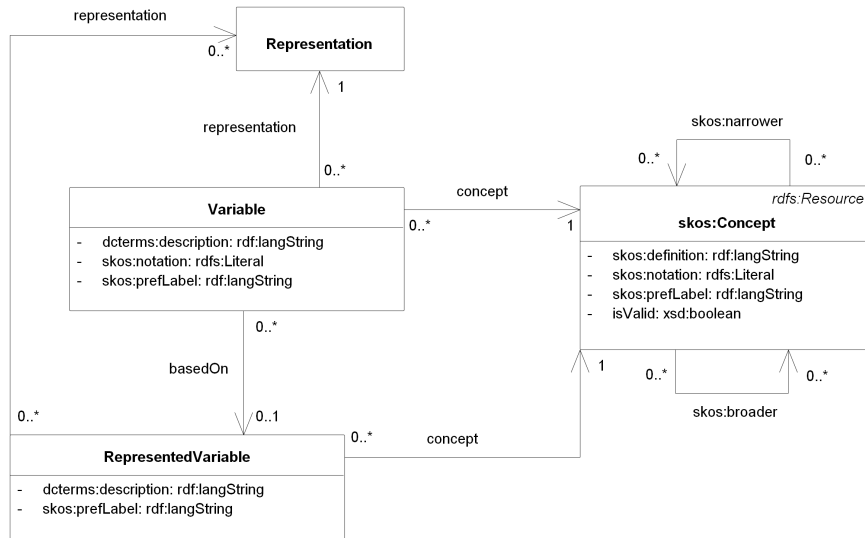 representation
0..*
Representation
1
representation
0..*
Variable
- dcterms:description: rdf:langString
- skos:notation: rdfs:Literal
- skos:prefLabel: rdf:langString
concept
0..*
1
skos:narrower
0..*
0..*
rdfs:Resource
skos:Concept
- skos:definition: rdf:langString
- skos:notation: rdfs:Literal
- skos:prefLabel: rdf:langString
- isValid: xsd:boolean
0..*
basedOn
0..1
1
0..*
0..*
skos:broader
0..*
0..*
concept
RepresentedVariable
- dcterms:description: rdf:langString
- skos:prefLabel: rdf:langString